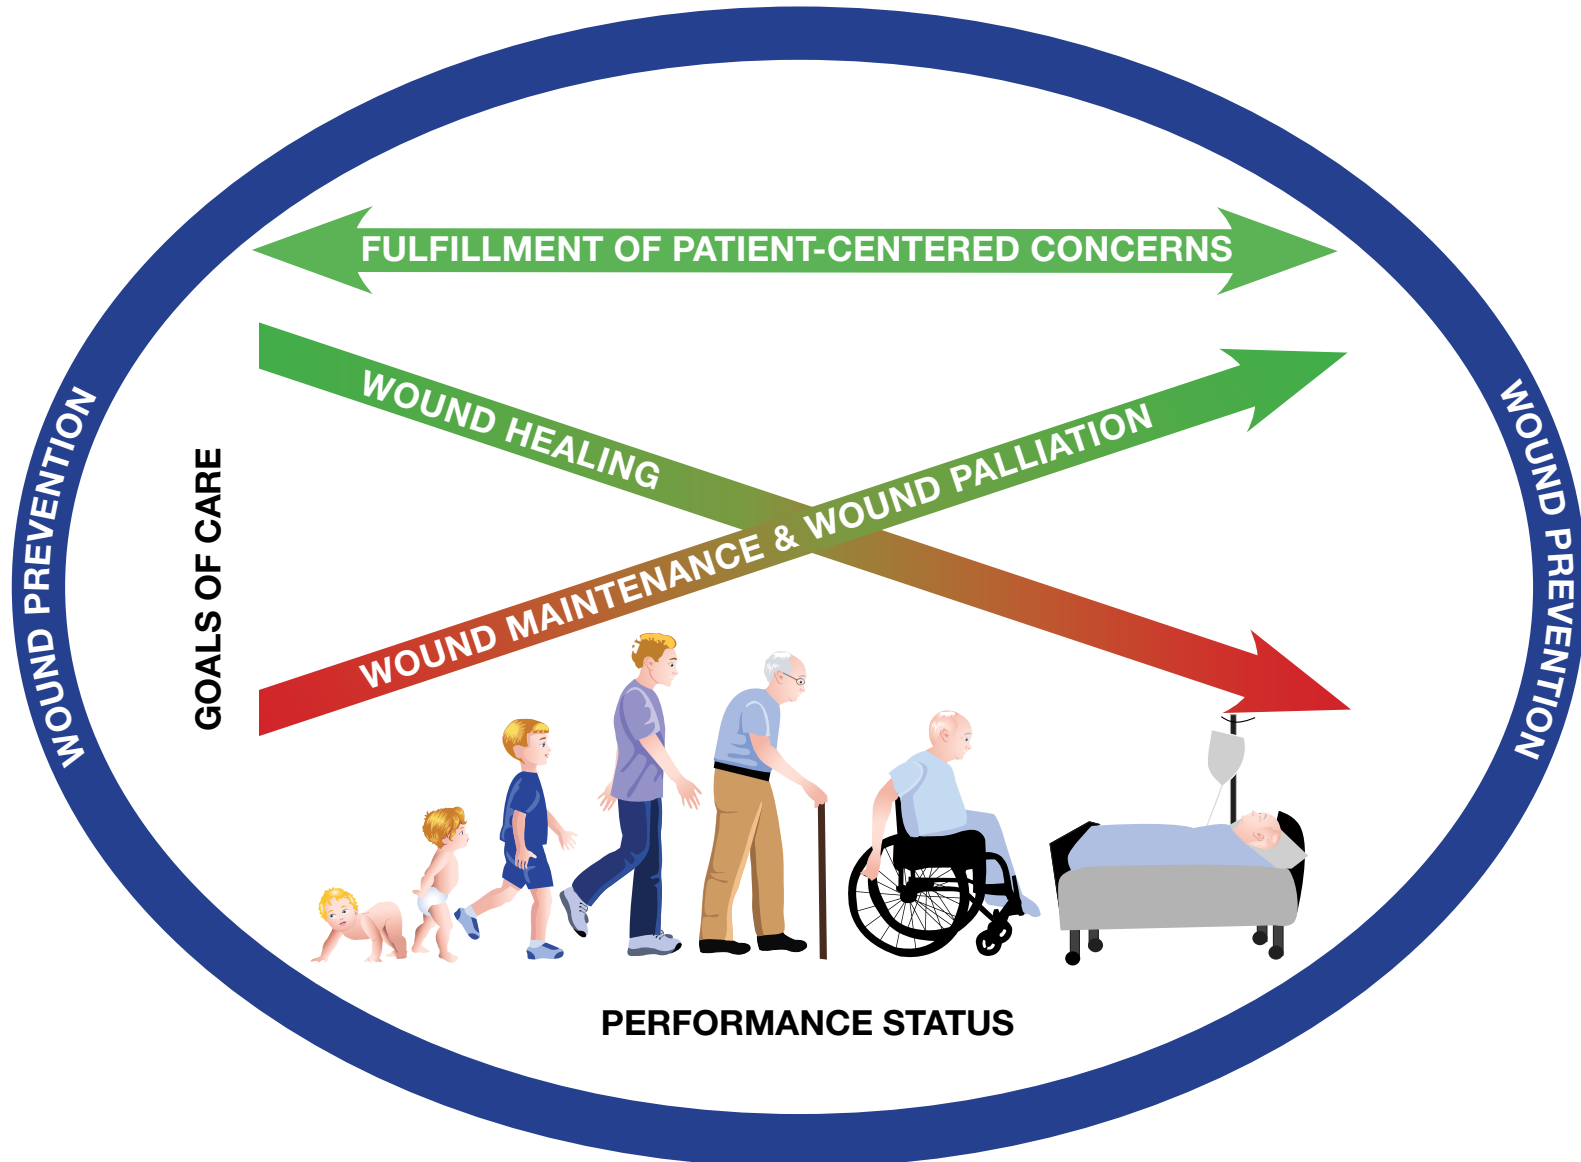 FULFILLMENT OF PATIENT-CENTERED CONCERNS
WOUND HEALING
WOUND MAINTENANCE & WOUND PALLIATION
GOALS OF CARE
WOUND PREVENTION
WOUND PREVENTION
PERFORMANCE STATUS